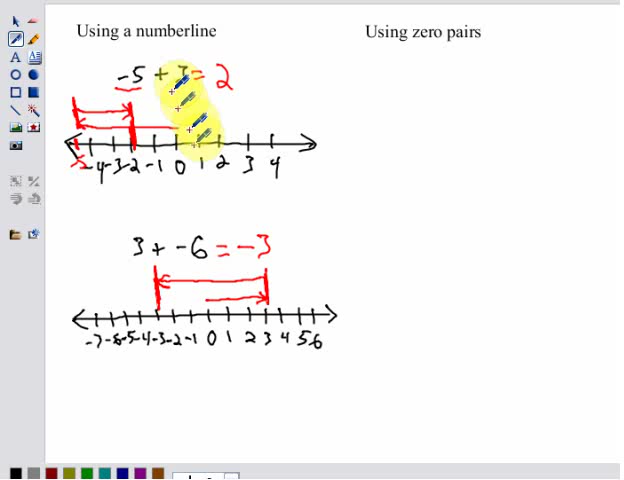 Using a numberline
Using zero pairs
-5 + 3 = 2
-5 -4 -3 -2 -1 0 1 2 3 4
3 + -6 = -3
-7 -6 -5 -4 -3 -2 -1 0 1 2 3 4 5 6